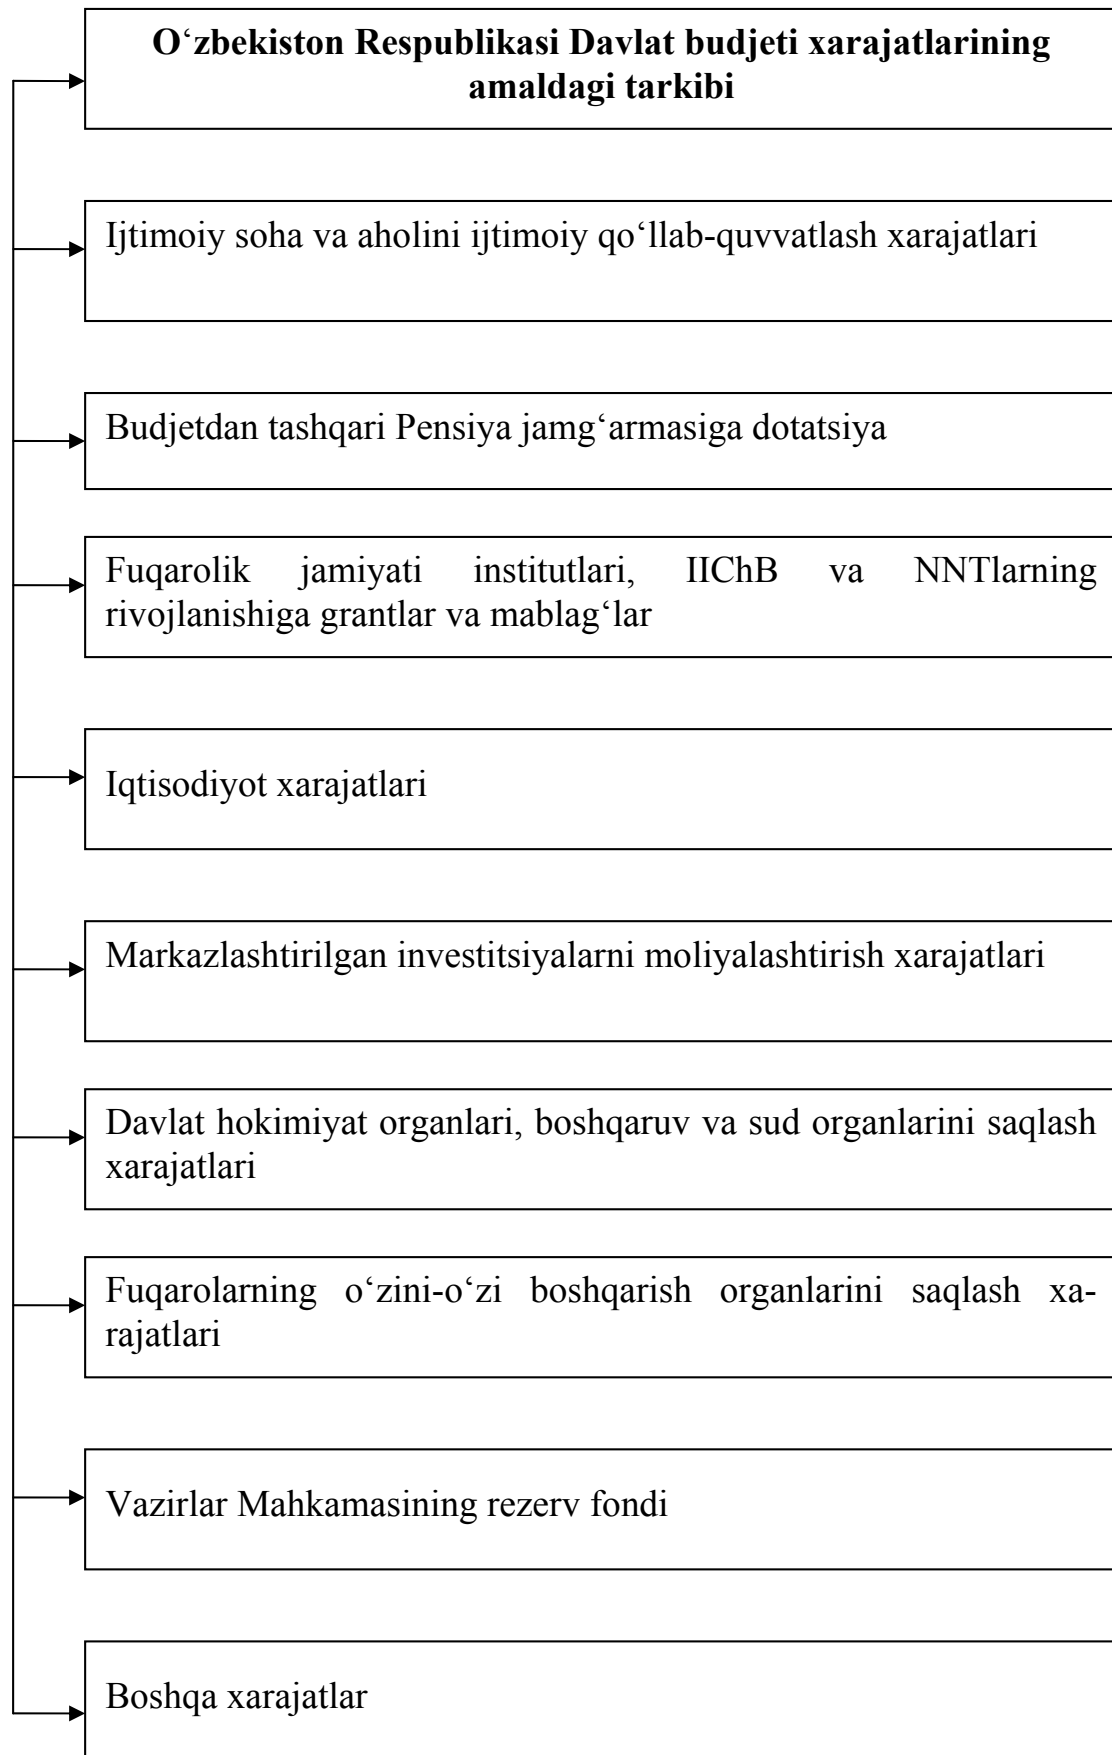 O‘zbekiston Respublikasi Davlat budjeti xarajatlarining
amaldagi tarkibi
Ijtimoiy soha va aholini ijtimoiy qo‘llab-quvvatlash xarajatlari
Budjetdan tashqari Pensiya jamg‘armasiga dotatsiya
Fuqarolik jamiyati institutlari, IIChB va NNTlarning
rivojlanishiga grantlar va mablag‘lar
Iqtisodiyot xarajatlari
Markazlashtirilgan investitsiyalarni moliyalashtirish xarajatlari
Davlat hokimiyat organlari, boshqaruv va sud organlarini saqlash
xarajatlari
Fuqarolarning o‘zini-o‘zi boshqarish organlarini saqlash xa-
rajatlari
Vazirlar Mahkamasining rezerv fondi
Boshqa xarajatlar